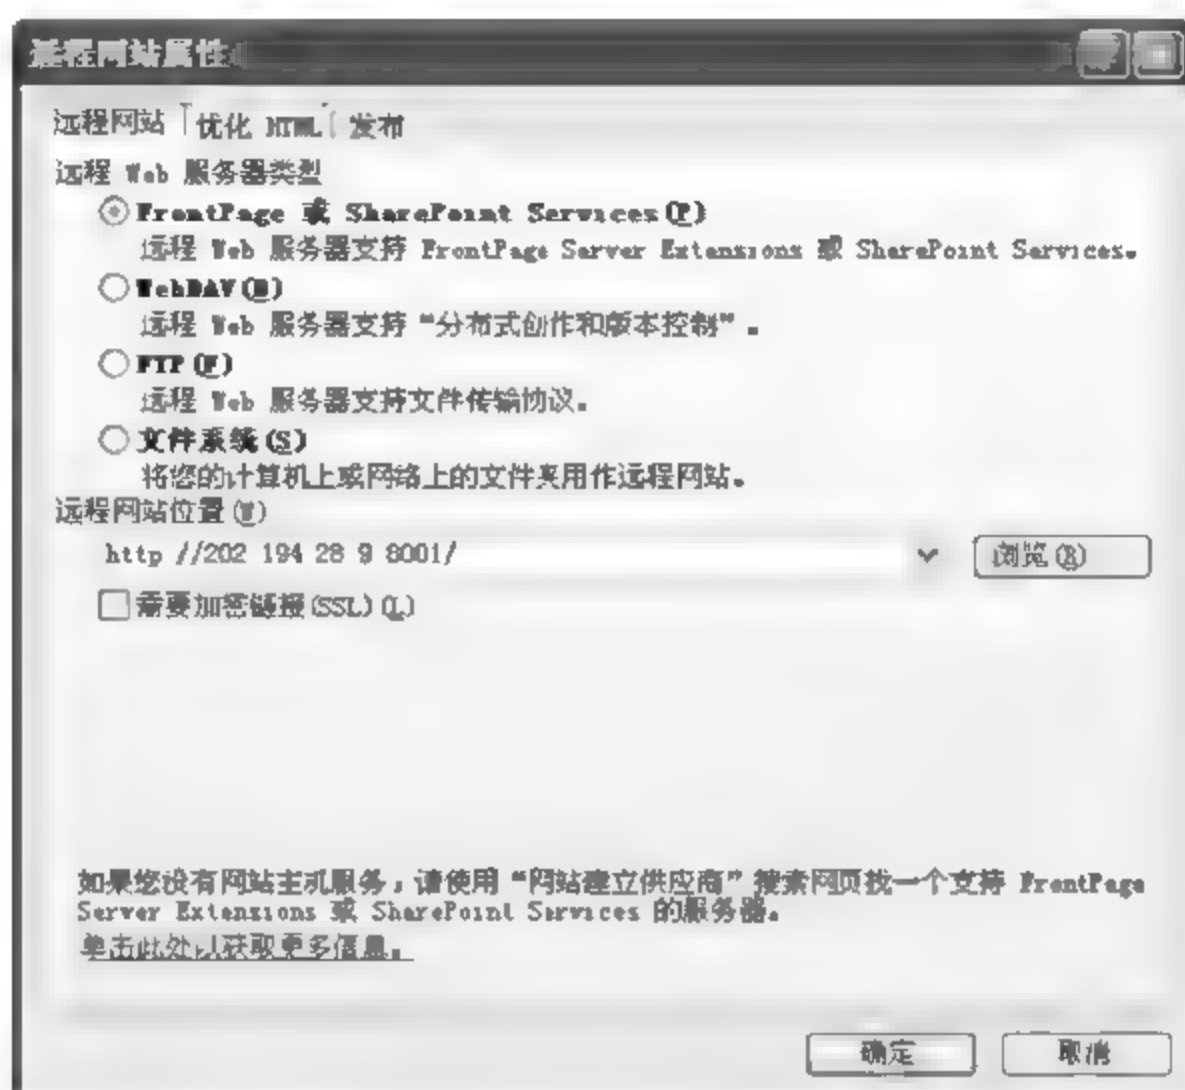 远程网站属性
远程网站 优化 HTML 发布
远程 Web 服务器类型
FrontPage 或 SharePoint Services(P)
远程 Web 服务器支持 FrontPage Server Extensions 或 SharePoint Services。
WebDAV(D)
远程 Web 服务器支持“分布式创作和版本控制”。
FTP(F)
远程 Web 服务器支持文件传输协议。
文件系统(S)
将您的计算机上或网络上的文件夹用作远程网站。
远程网站位置(W)
http //202 194 28 9 8001/
浏览(R)
需要加密链接(SSL)(L)
如果您没有网站主机服务，请使用“网站建立供应商”搜索网页找一个支持 FrontPage
Server Extensions 或 SharePoint Services 的服务器。
单击此处以获取更多信息。
确定 取消